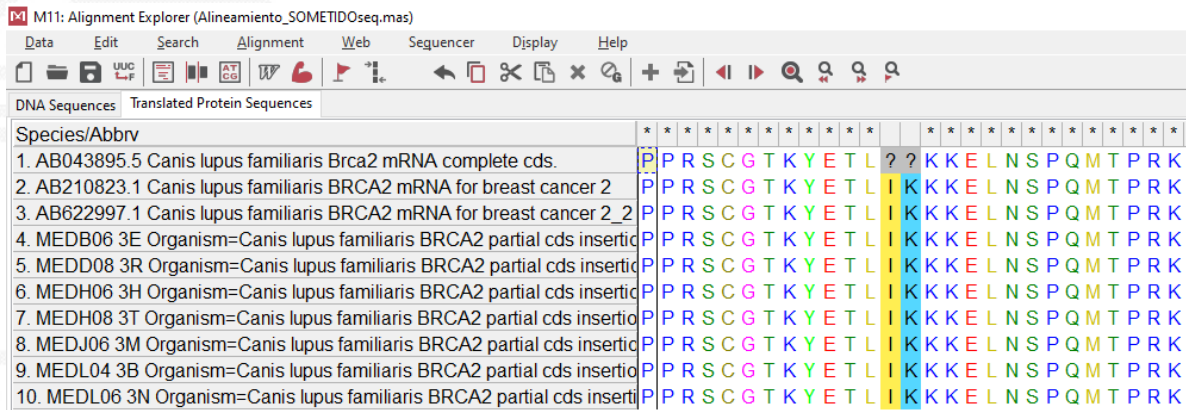 M11: Alignment Explorer (Alineamiento_SOMETIDOseq.mas)
Data Edit Search Alignment Web Sequencer Display Help
UUC F AT CG W
DNA Sequences Translated Protein Sequences
Species/Abbrv * * * * * * * * * * * * * * * * * * * * * * * * * * * *
1. AB043895.5 Canis lupus familiaris Brca2 mRNA complete cds. P P R S C G T K Y E T L ? ? K K E L N S P Q M T P R K
2. AB210823.1 Canis lupus familiaris BRCA2 mRNA for breast cancer 2 P P R S C G T K Y E T L I K K K E L N S P Q M T P R K
3. AB622997.1 Canis lupus familiaris BRCA2 mRNA for breast cancer 2_2 P P R S C G T K Y E T L I K K K E L N S P Q M T P R K
4. MEDB06 3E Organism=Canis lupus familiaris BRCA2 partial cds insertic P P R S C G T K Y E T L I K K K E L N S P Q M T P R K
5. MEDD08 3R Organism=Canis lupus familiaris BRCA2 partial cds insertic P P R S C G T K Y E T L I K K K E L N S P Q M T P R K
6. MEDH06 3H Organism=Canis lupus familiaris BRCA2 partial cds insertic P P R S C G T K Y E T L I K K K E L N S P Q M T P R K
7. MEDH08 3T Organism=Canis lupus familiaris BRCA2 partial cds insertio P P R S C G T K Y E T L I K K K E L N S P Q M T P R K
8. MEDJ06 3M Organism=Canis lupus familiaris BRCA2 partial cds insertic P P R S C G T K Y E T L I K K K E L N S P Q M T P R K
9. MEDL04 3B Organism=Canis lupus familiaris BRCA2 partial cds insertio P P R S C G T K Y E T L I K K K E L N S P Q M T P R K
10. MEDL06 3N Organism=Canis lupus familiaris BRCA2 partial cds inserti P P R S C G T K Y E T L I K K K E L N S P Q M T P R K